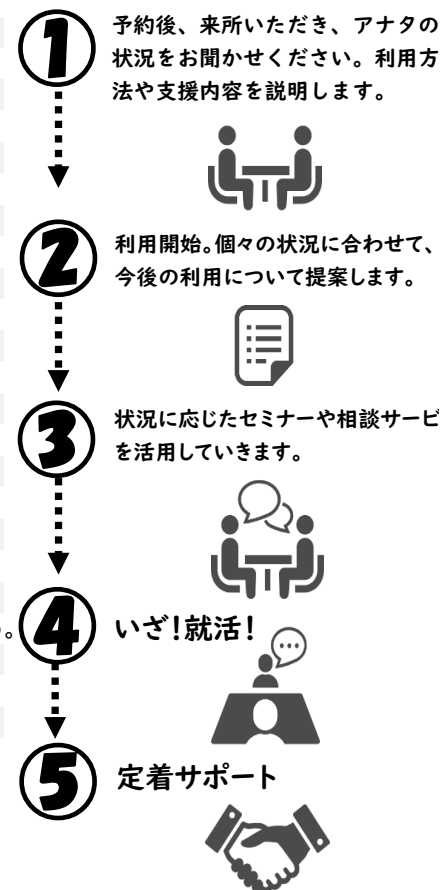 1
予約後、来所いただき、アナタの
状況をお聞かせください。利用方
法や支援内容を説明します。
2
利用開始。個々の状況に合わせて、
今後の利用について提案します。
3
状況に応じたセミナーや相談サービ
を活用していきます。
。
4
いざ！就活！
5
定着サポート